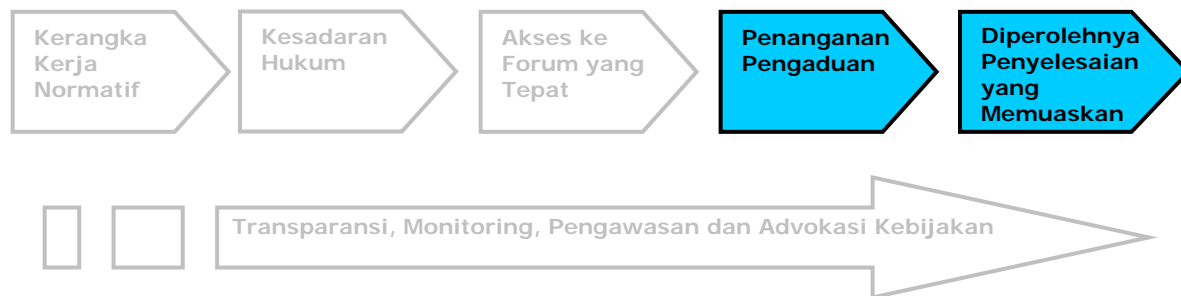 Kerangka
Kerja
Normatif
Kesadaran
Hukum
Akses ke
Forum yang
Tepat
Penanganan
Pengaduan
Diperolehnya
Penyelesaian
yang
Memuaskan
Transparansi, Monitoring, Pengawasan dan Advokasi Kebijakan